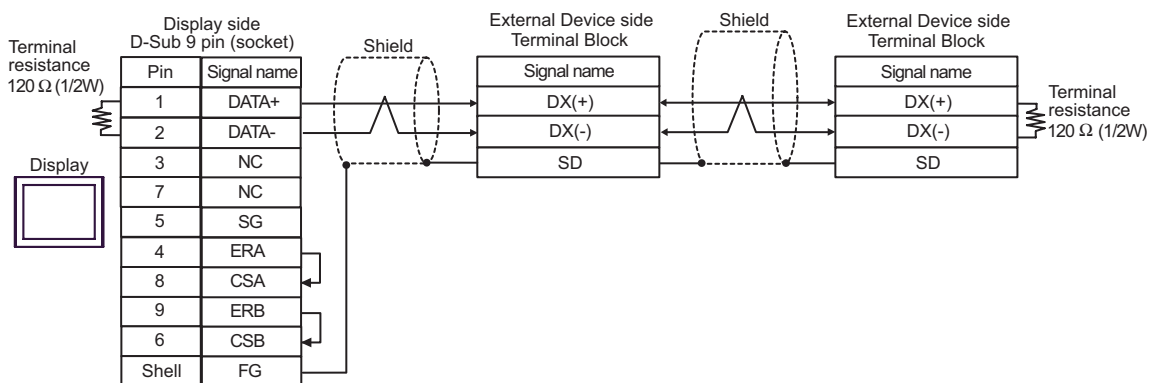 Display side
D-Sub 9 pin (socket)
Terminal
resistance
120 Ω (1/2W)
Pin Signal name
1 DATA+
2 DATA-
3 NC
7 NC
5 SG
4 ERA
8 CSA
9 ERB
6 CSB
Shell FG
Display
Shield
External Device side
Terminal Block
Signal name
DX(+)
DX(-)
SD
Shield
External Device side
Terminal Block
Signal name
DX(+)
DX(-)
SD
Terminal
resistance
120 Ω (1/2W)